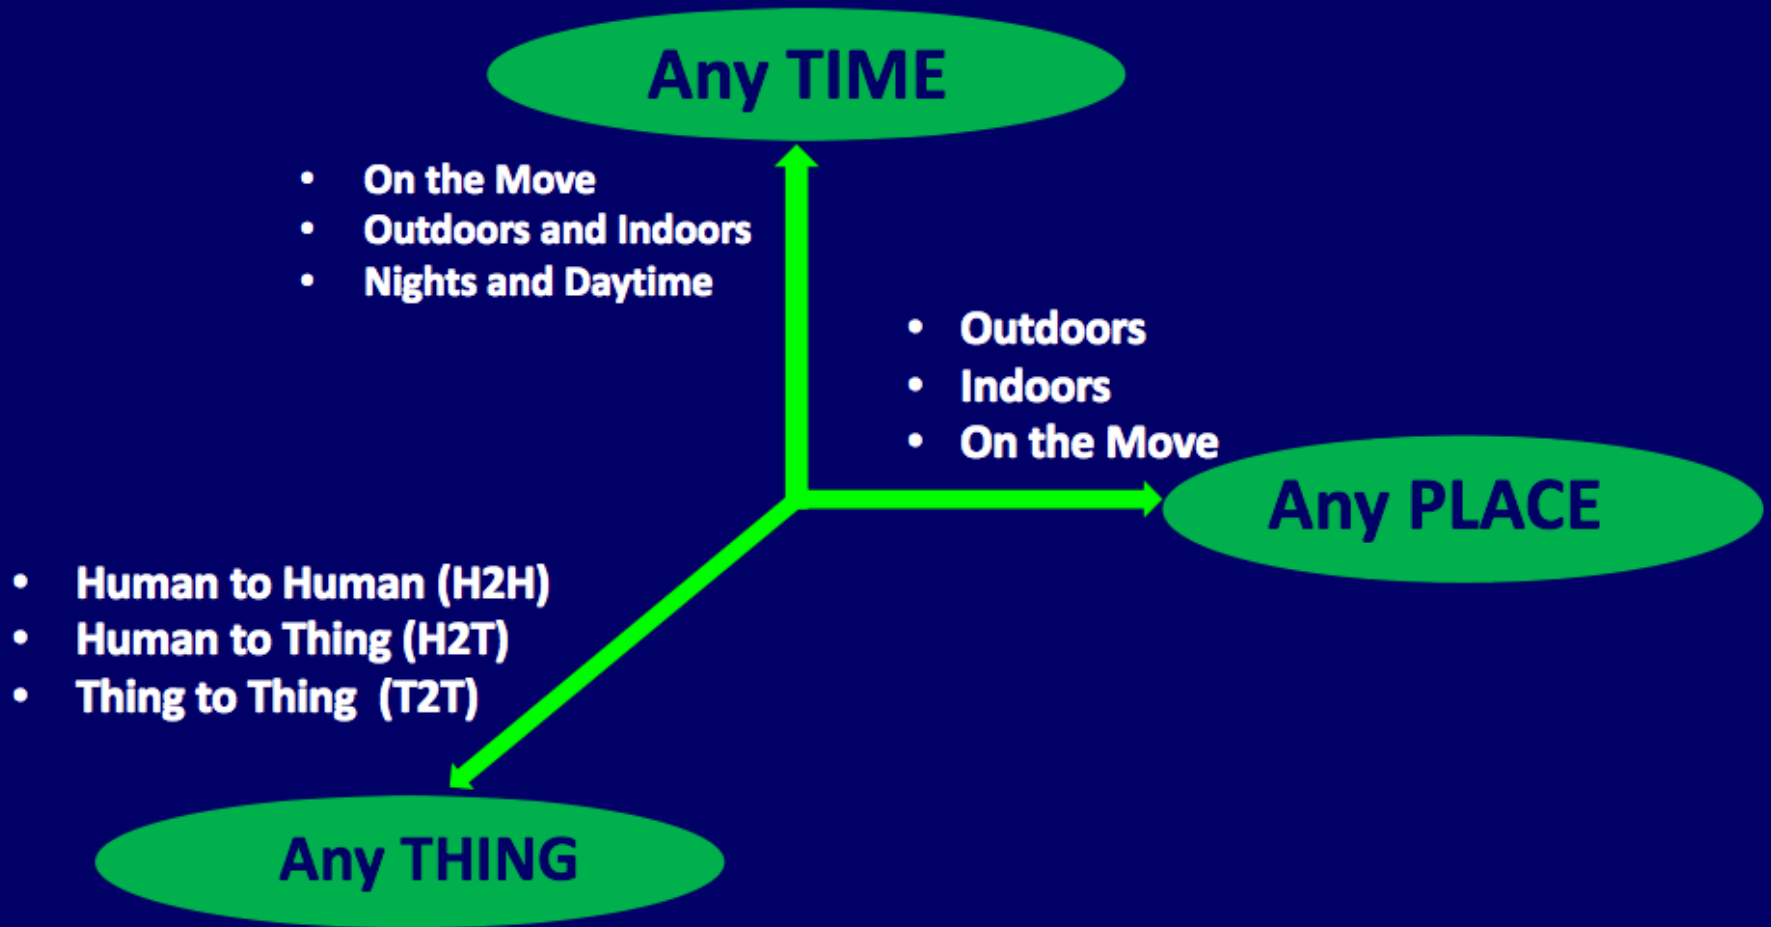 Any TIME
• On the Move
• Outdoors and Indoors
• Nights and Daytime
• Outdoors
• Indoors
• On the Move
Any PLACE
• Human to Human (H2H)
• Human to Thing (H2T)
• Thing to Thing (T2T)
Any THING